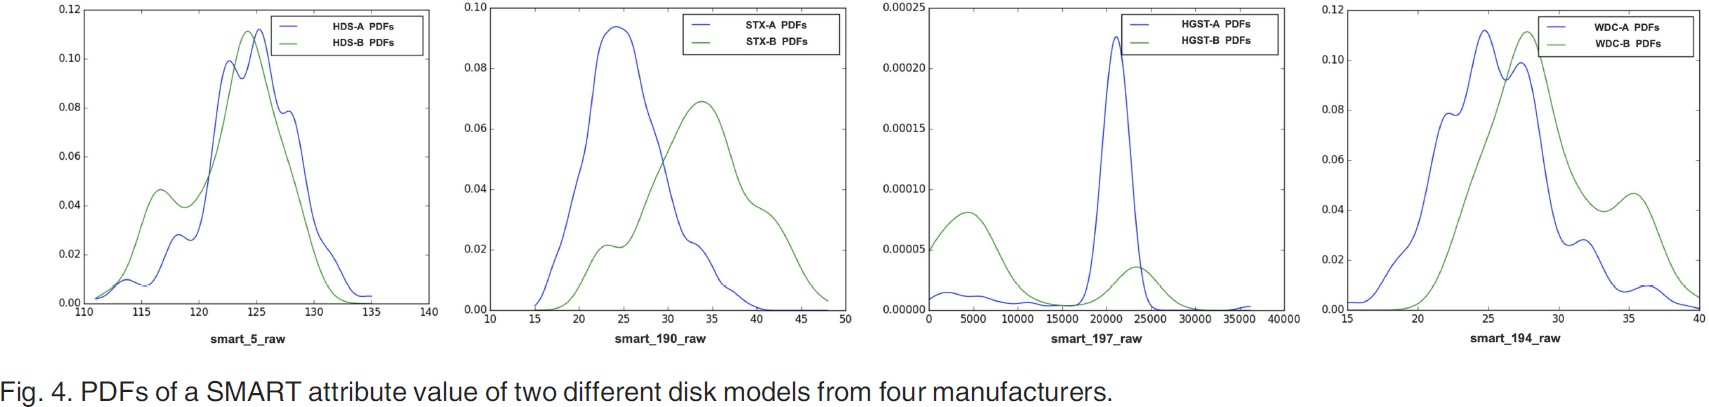 0.12
0.10
0.08
0.06
0.04
0.02
0.00
110 115 120 125 130 135 140
HDS-A PDFs
HDS-B PDFs
smart_5_raw
0.10
0.08
0.06
0.04
0.02
0.00
10 15 20 25 30 35 40 45 50
STX-A PDFs
STX-B PDFs
smart_190_raw
0.00025
0.00020
0.00015
0.00010
0.00005
0.00000
0 5000 10000 15000 20000 25000 30000 35000 40000
HGST-A PDFs
HGST-B PDFs
smart_197_raw
0.12
0.10
0.08
0.06
0.04
0.02
0.00
15 20 25 30 35 40
WDC-A PDFs
WDC-B PDFs
smart_194_raw
Fig. 4. PDFs of a SMART attribute value of two different disk models from four manufacturers.